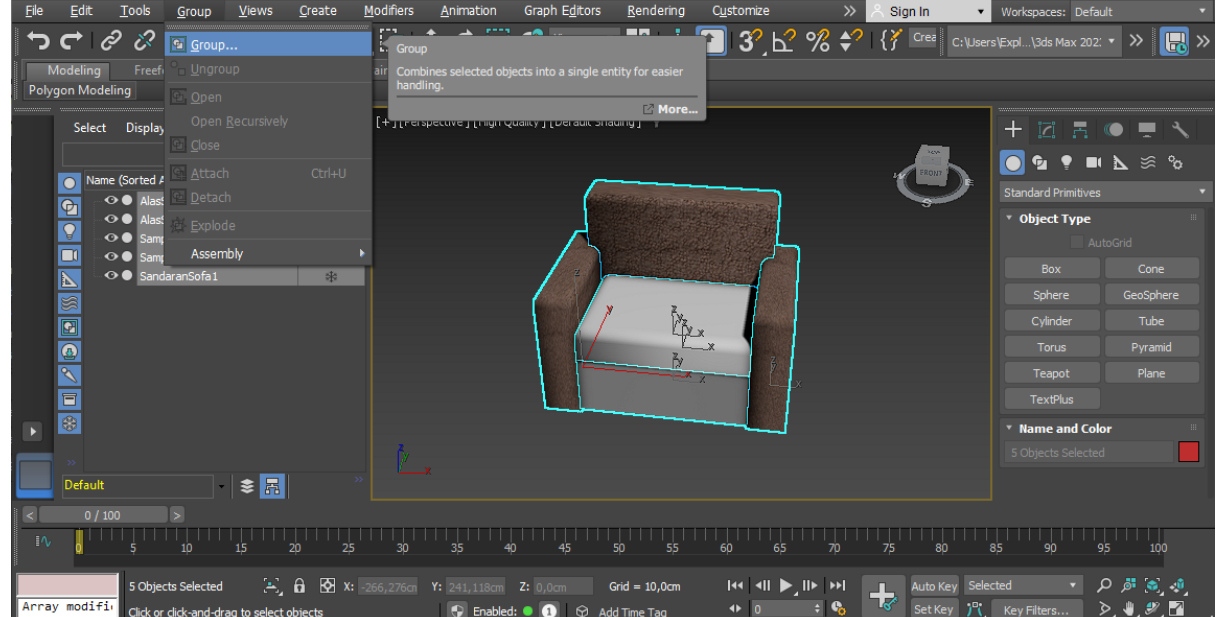 File Edit Tools Group Views Create Modifiers Animation Graph Editors Rendering Customize >> Sign In Workspaces: Default
Crea C:\Users\Expl...\3ds Max 202:
Modeling Freef
Polygon Modeling
Group...
Ungroup
Open
Open Recursively
Close
Attach Ctrl+U
Detach
Explode
Assembly
Group
Combines selected objects into a single entity for easier
handling.
More...
Select Display
Name (Sorted A
SandaranSofa1
Default
[+] [Perspective] [High Quality] [Default Shading]
FRONT
W E S
z y x
Standard Primitives
Object Type
AutoGrid
Box Cone
Sphere GeoSphere
Cylinder Tube
Torus Pyramid
Teapot Plane
TextPlus
Name and Color
5 Objects Selected
< 0 / 100 >
0 5 10 15 20 25 30 35 40 45 50 55 60 65 70 75 80 85 90 95 100
5 Objects Selected X: -266,276cm Y: 241,118cm Z: 0,0cm Grid = 10,0cm Auto Key Selected
Array modifi Click or click-and-drag to select objects Enabled: 1 Add Time Tag 0 Set Key Key Filters...